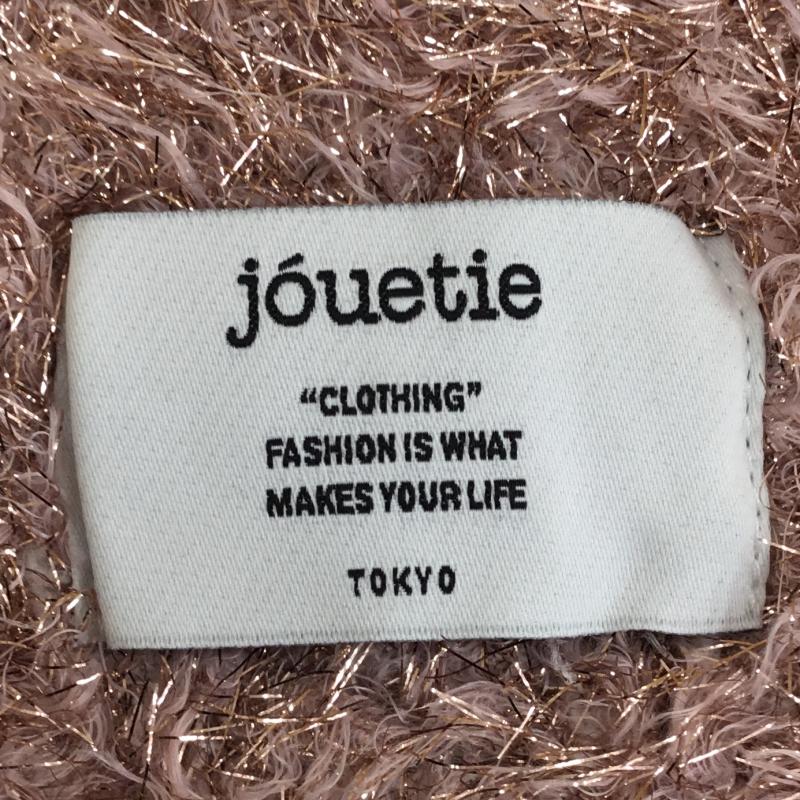 jóuetie
“CLOTHING”
FASHION IS WHAT
MAKES YOUR LIFE
TOKYO